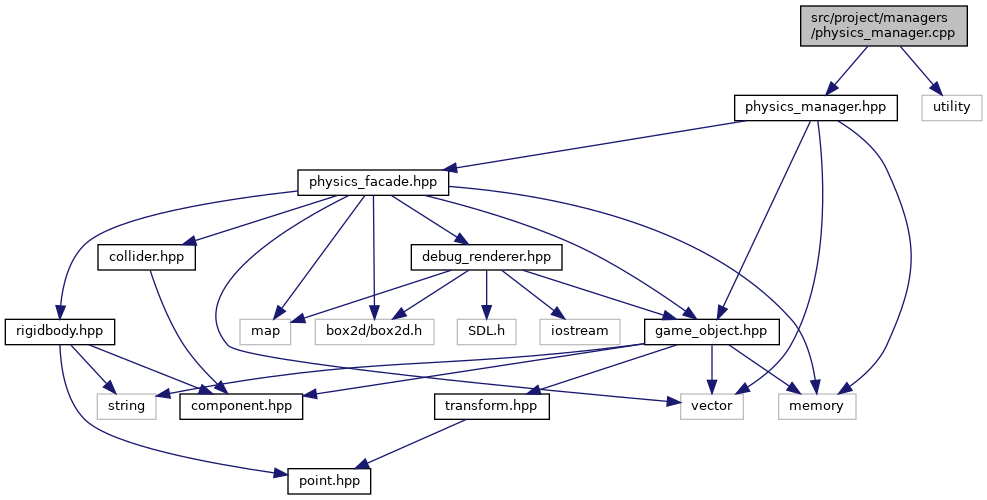 src/project/managers
/physics_manager.cpp
physics_manager.hpp
utility
physics_facade.hpp
collider.hpp
debug_renderer.hpp
rigidbody.hpp
map
box2d/box2d.h
SDL.h
iostream
game_object.hpp
string
component.hpp
transform.hpp
vector
memory
point.hpp